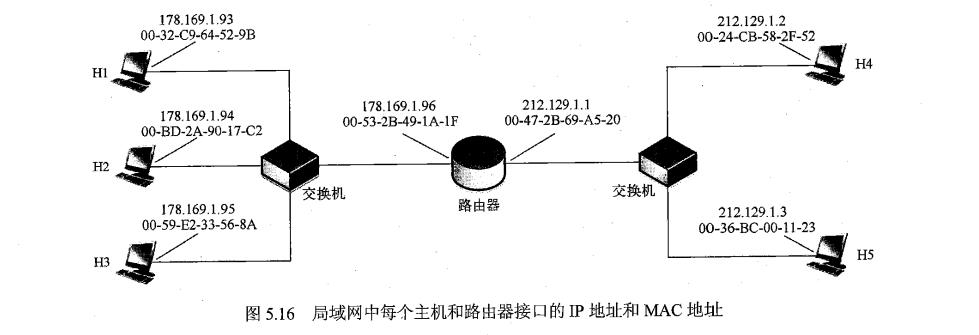 178.169.1.93
00-32-C9-64-52-9B
H1
178.169.1.94
00-BD-2A-90-17-C2
H2
178.169.1.95
00-59-E2-33-56-8A
H3
交换机
178.169.1.96
00-53-2B-49-1A-1F
路由器
212.129.1.1
00-47-2B-69-A5-20
交换机
212.129.1.2
00-24-CB-58-2F-52
H4
212.129.1.3
00-36-BC-00-11-23
H5
图 5.16 局域网中每个主机和路由器接口的 IP 地址和 MAC 地址